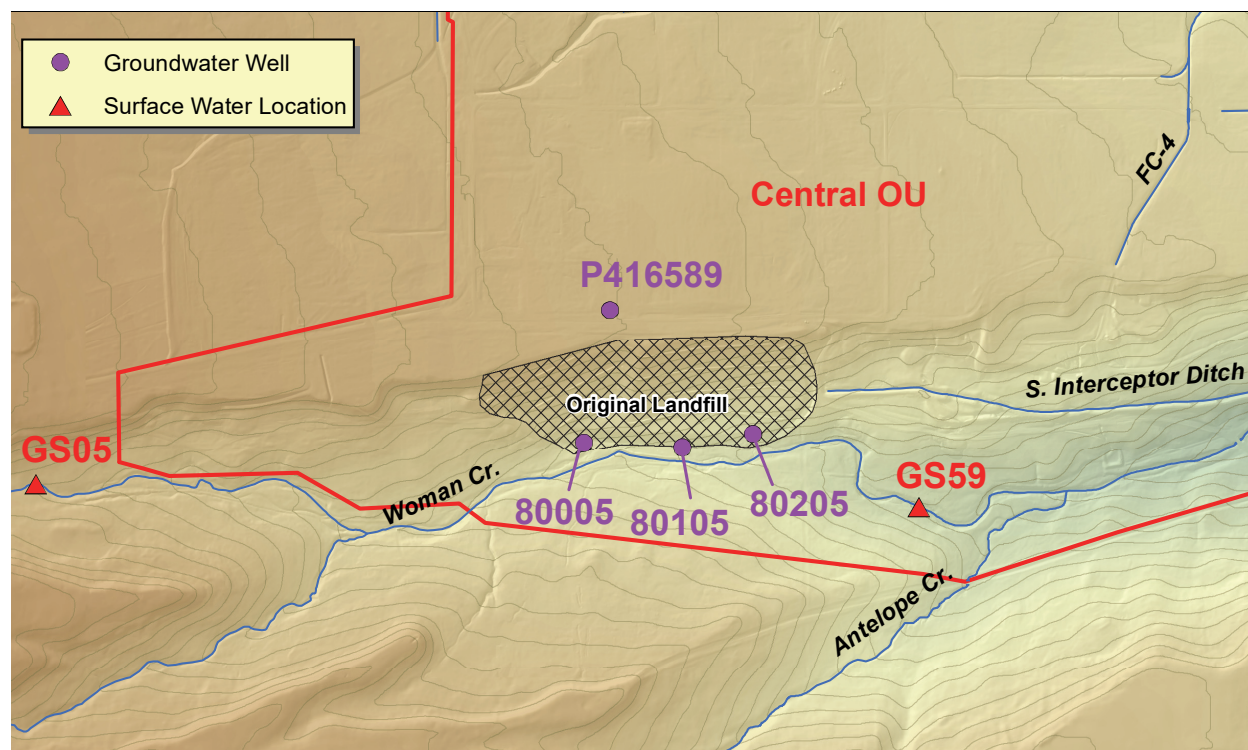 Groundwater Well
Surface Water Location
FC-4
Central OU
P416589
S. Interceptor Ditch
Original Landfill
GS05
Woman Cr.
GS59
80005
80105
80205
Antelope Cr.